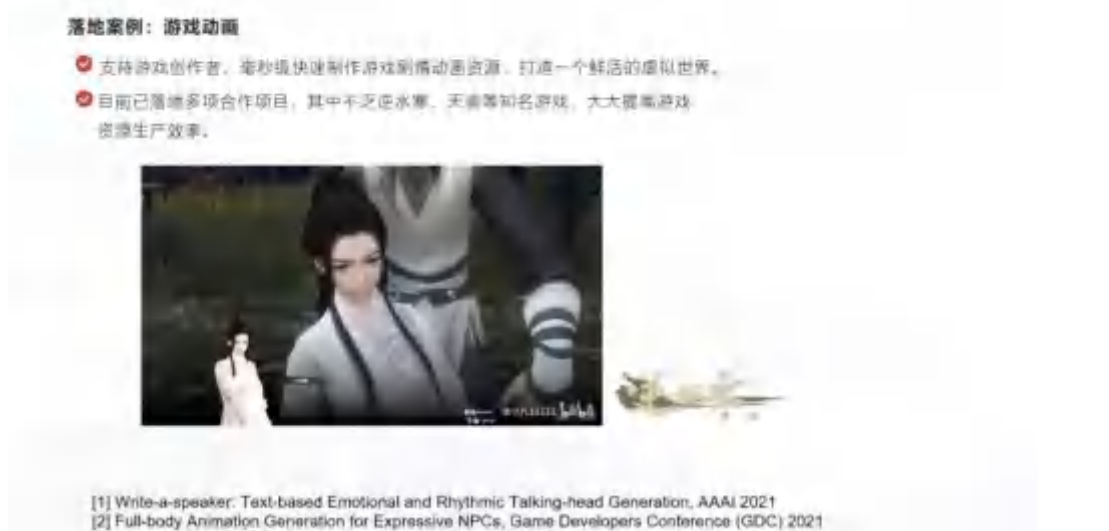 落地案例：游戏动画
支持游戏创作者，毫秒级快速制作游戏剧情动画资源，打造一个鲜活的虚拟世界。
目前已落地多项合作项目，其中不乏逆水寒、天谕等知名游戏，大大提高游戏
资源生产效率。
[1] Write-a-speaker: Text-based Emotional and Rhythmic Talking-head Generation, AAAI 2021
[2] Full-body Animation Generation for Expressive NPCs, Game Developers Conference (GDC) 2021